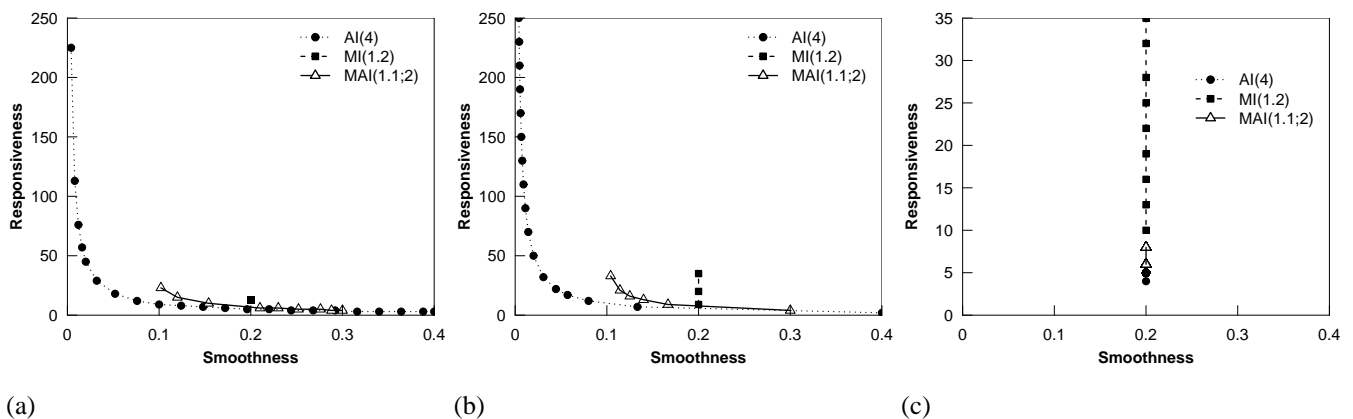 250
200
150
100
50
0
Responsiveness
0 0.1 0.2 0.3 0.4
Smoothness
AI(4)
MI(1.2)
MAI(1.1;2)
(a)
250
200
150
100
50
0
Responsiveness
0 0.1 0.2 0.3 0.4
Smoothness
AI(4)
MI(1.2)
MAI(1.1;2)
(b)
35
30
25
20
15
10
5
0
Responsiveness
0 0.1 0.2 0.3 0.4
Smoothness
AI(4)
MI(1.2)
MAI(1.1;2)
(c)